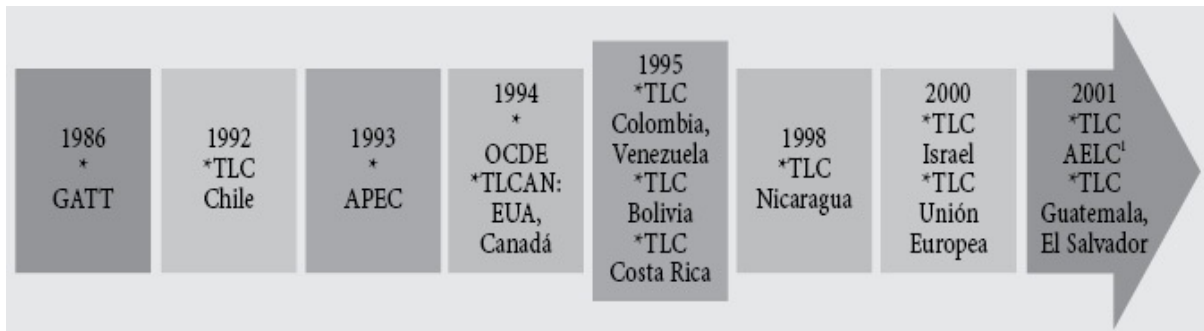 1986
*
GATT
1992
*TLC
Chile
1993
*
APEC
1994
*
OCDE
*TLCAN:
EUA,
Canadá
1995
*TLC
Colombia,
Venezuela
*TLC
Bolivia
*TLC
Costa Rica
1998
*TLC
Nicaragua
2000
*TLC
Israel
*TLC
Unión
Europea
2001
*TLC
AELC¹
*TLC
Guatemala,
El Salvador